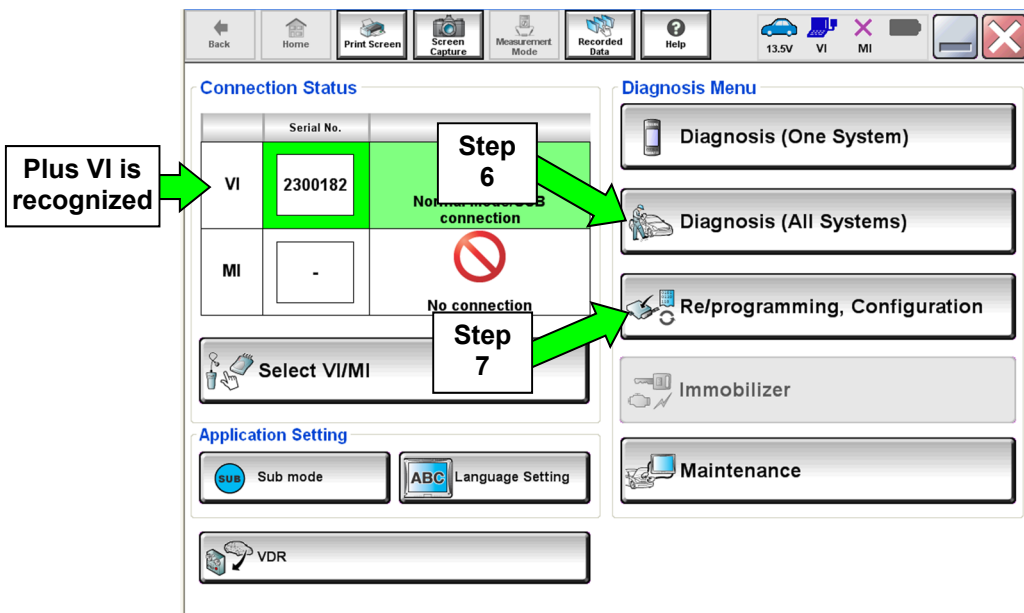 Back
Home
Print Screen
Screen
Capture
Measurement
Mode
Recorded
Data
Help
13.5V
VI
MI
Connection Status
Serial No.
VI
2300182
connection
MI
-
No connection
Select VI/MI
Application Setting
SUB
Sub mode
ABC
Language Setting
VDR
Diagnosis Menu
Diagnosis (One System)
Diagnosis (All Systems)
Re/programming, Configuration
Immobilizer
Maintenance
Plus VI is
recognized
Step
6
Step
7